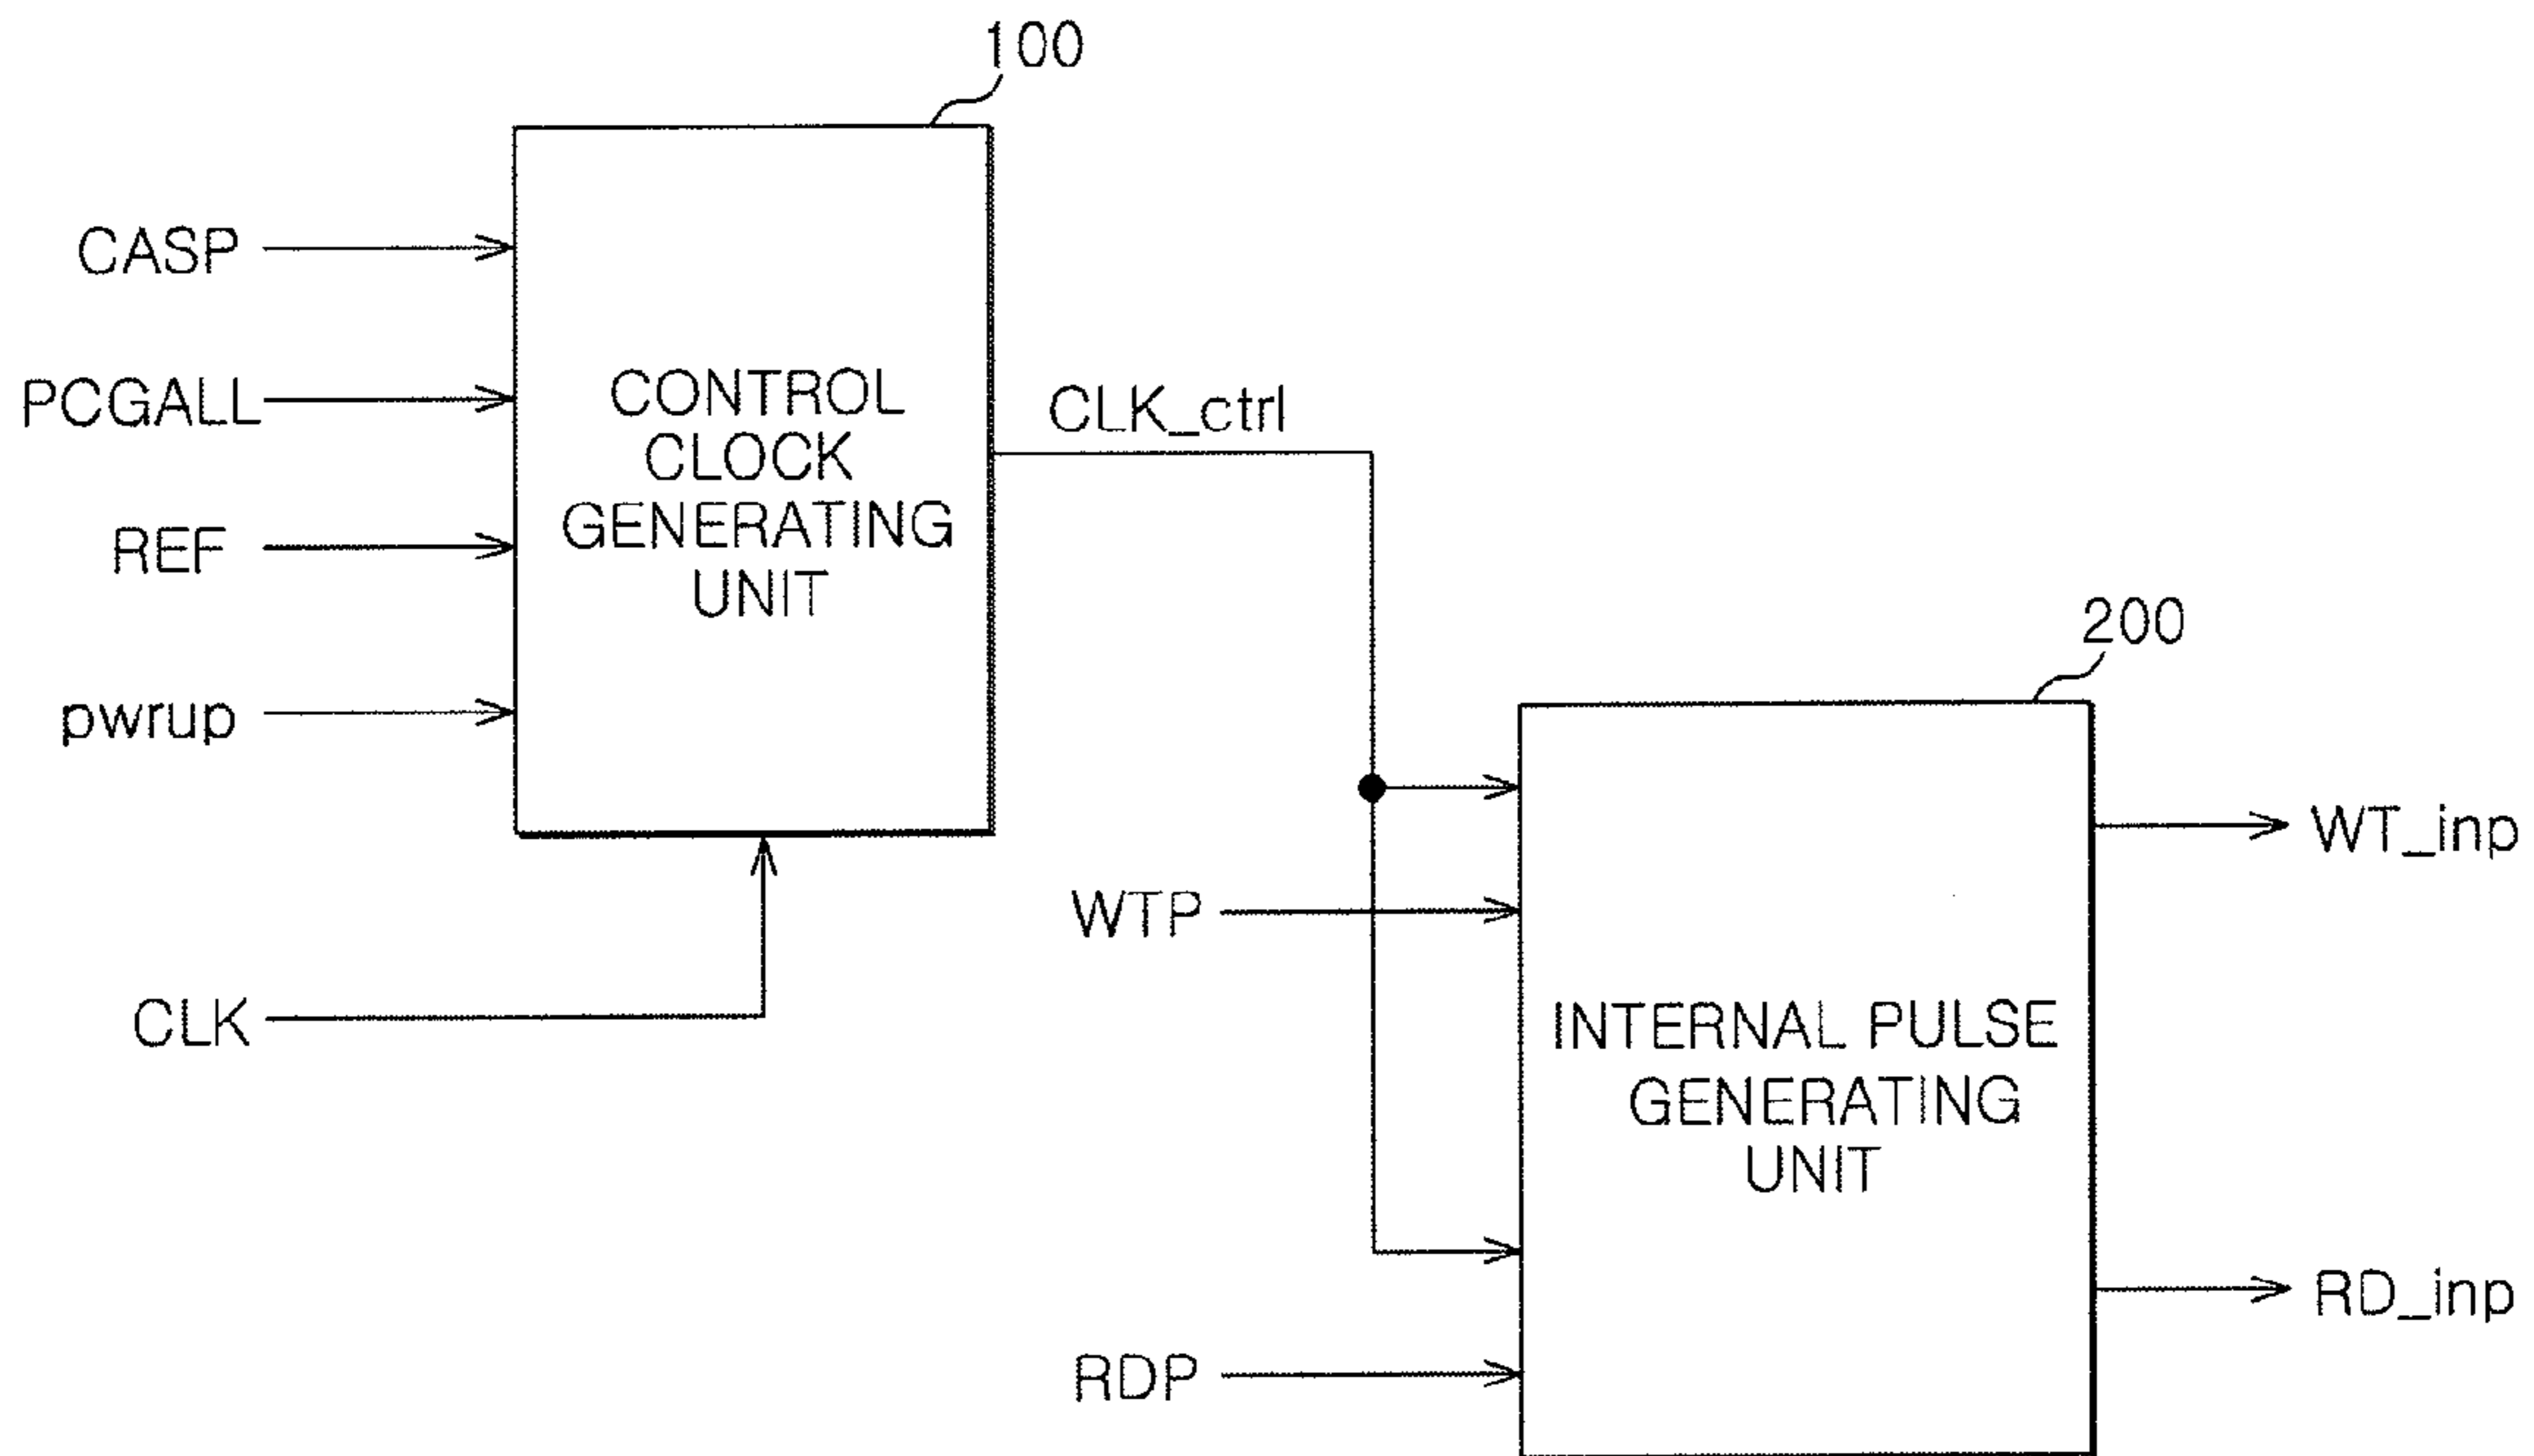 100
CASP
PCGALL
REF
pwrup
CONTROL
CLOCK
GENERATING
UNIT
CLK_ctrl
CLK
200
WTP
RDP
INTERNAL PULSE
GENERATING
UNIT
WT_inp
RD_inp